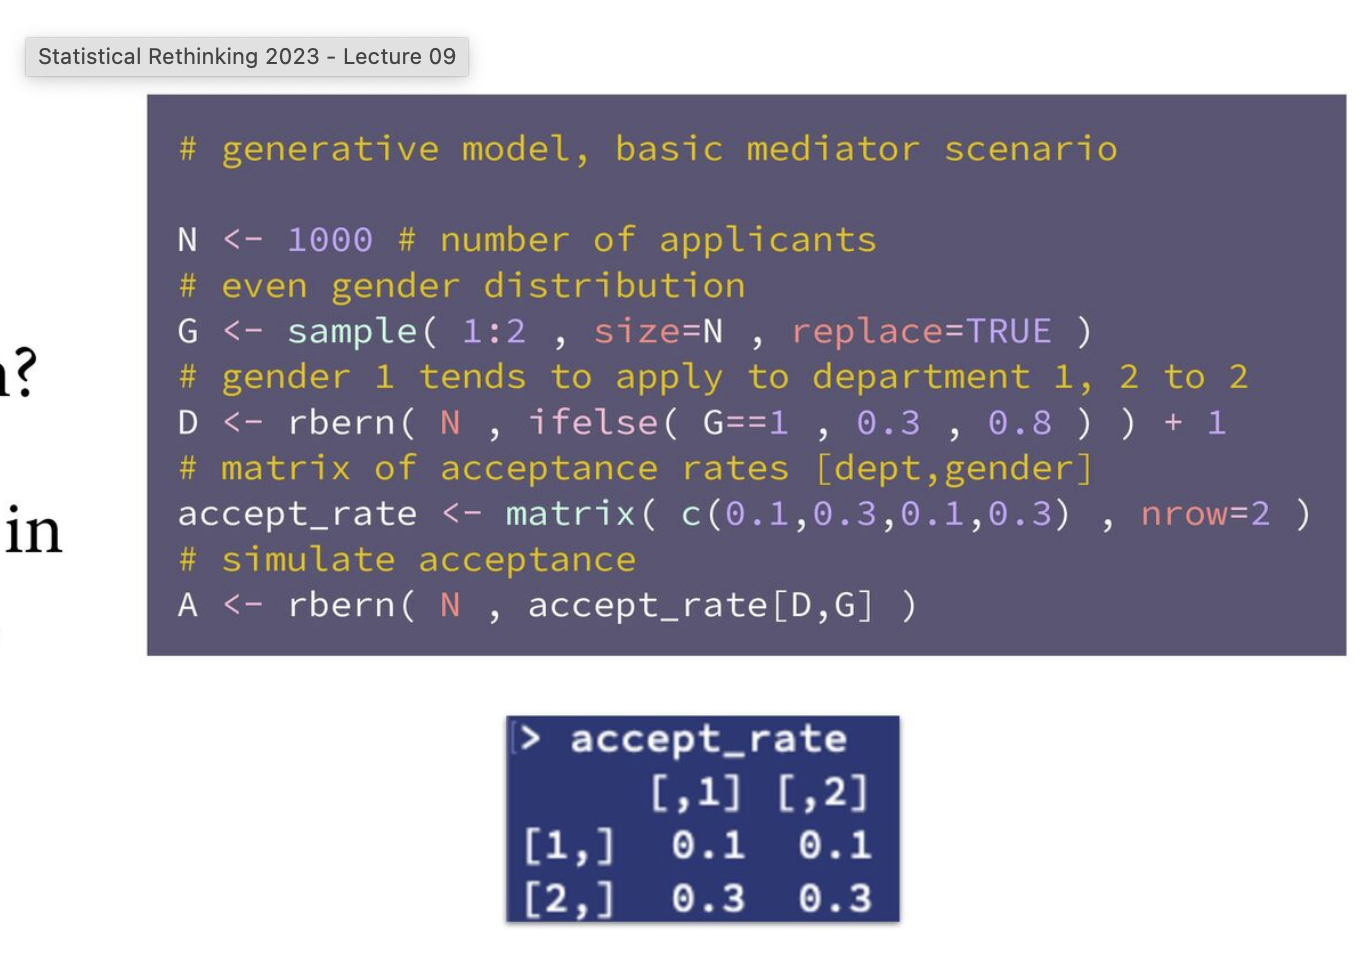 Statistical Rethinking 2023 - Lecture 09
# generative model, basic mediator scenario
N <- 1000 # number of applicants
# even gender distribution
G <- sample( 1:2 , size=N , replace=TRUE )
# gender 1 tends to apply to department 1, 2 to 2
D <- rbern( N , ifelse( G==1 , 0.3 , 0.8 ) ) + 1
# matrix of acceptance rates [dept,gender]
accept_rate <- matrix( c(0.1,0.3,0.1,0.3) , nrow=2 )
# simulate acceptance
A <- rbern( N , accept_rate[D,G] )
?
in
> accept_rate
[,1] [,2]
[1,] 0.1 0.1
[2,] 0.3 0.3